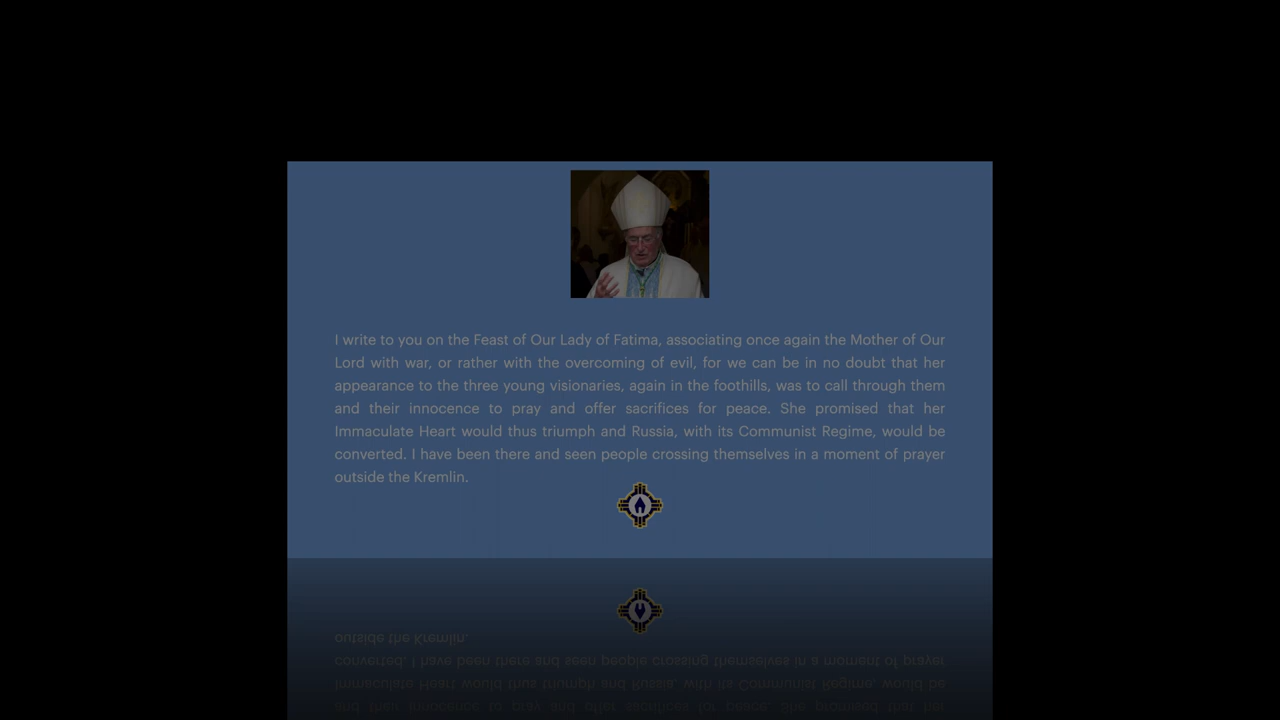 I write to you on the Feast of Our Lady of Fatima, associating once again the Mother of Our
Lord with war, or rather with the overcoming of evil, for we can be in no doubt that her
appearance to the three young visionaries, again in the foothills, was to call through them
and their innocence to pray and offer sacrifices for peace. She promised that her
Immaculate Heart would thus triumph and Russia, with its Communist Regime, would be
converted. I have been there and seen people crossing themselves in a moment of prayer
outside the Kremlin.